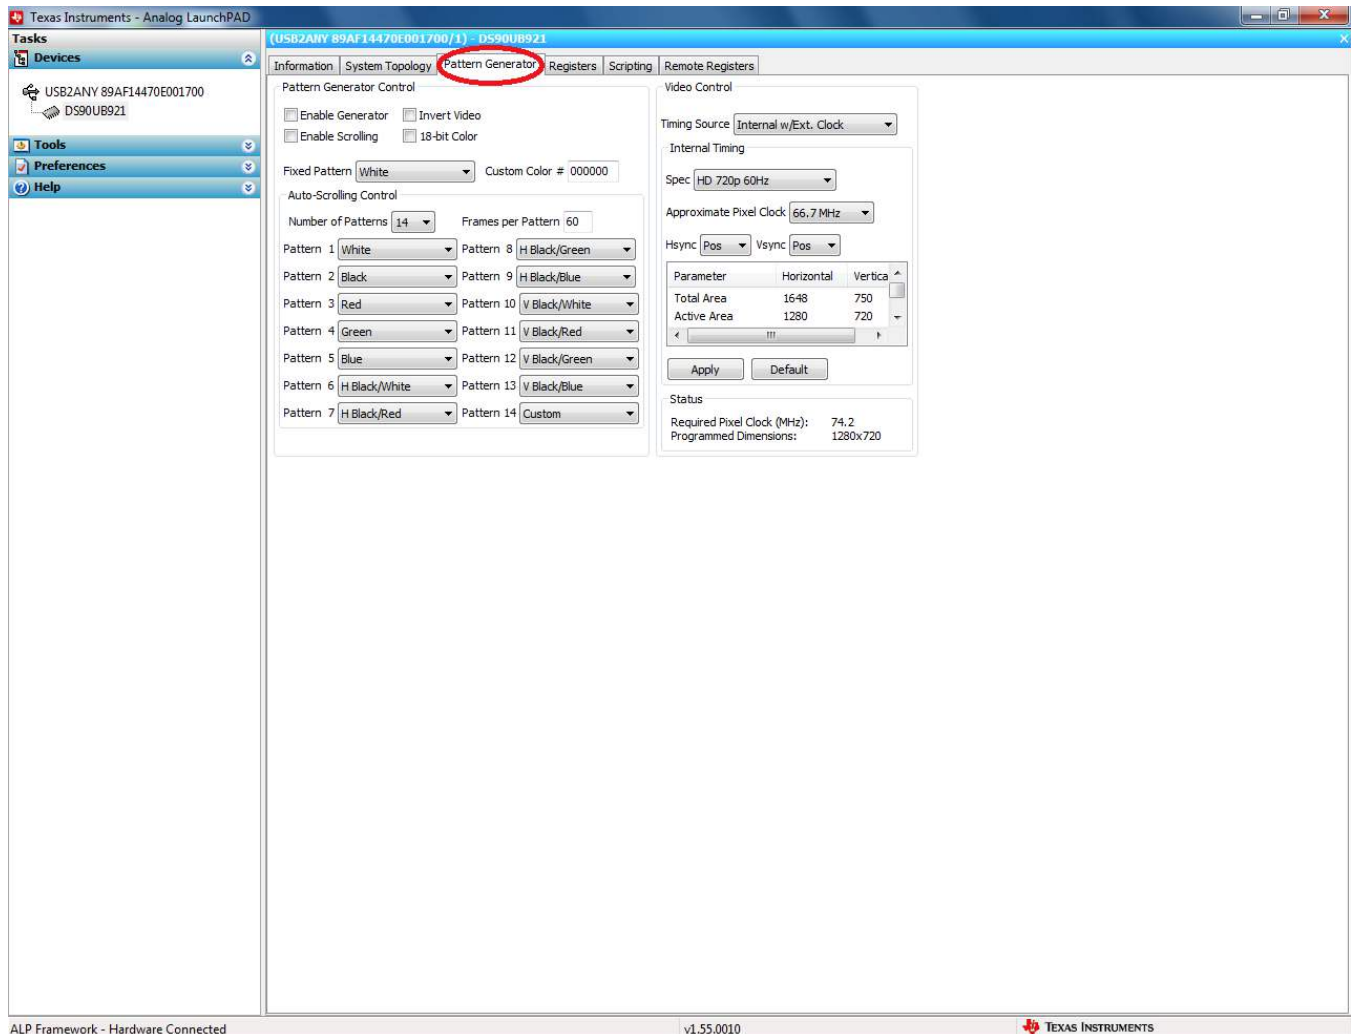 Texas Instruments - Analog LaunchPAD
Tasks
(USB2ANY 89AF14470E001700/1) - DS90UB921
Devices
USB2ANY 89AF14470E001700
DS90UB921
Tools
Preferences
Help
Information System Topology Pattern Generator Registers Scripting Remote Registers
Pattern Generator Control
Enable Generator Invert Video
Enable Scrolling 18-bit Color
Fixed Pattern White Custom Color # 000000
Auto-Scrolling Control
Number of Patterns 14 Frames per Pattern 60
Pattern 1 White Pattern 8 H Black/Green
Pattern 2 Black Pattern 9 H Black/Blue
Pattern 3 Red Pattern 10 V Black/White
Pattern 4 Green Pattern 11 V Black/Red
Pattern 5 Blue Pattern 12 V Black/Green
Pattern 6 H Black/White Pattern 13 V Black/Blue
Pattern 7 H Black/Red Pattern 14 Custom
Video Control
Timing Source Internal w/Ext. Clock
Internal Timing
Spec HD 720p 60Hz
Approximate Pixel Clock 66.7 MHz
Hsync Pos Vsync Pos
Parameter Horizontal Vertica
Total Area 1648 750
Active Area 1280 720
Apply Default
Status
Required Pixel Clock (MHz): 74.2
Programmed Dimensions: 1280x720
ALP Framework - Hardware Connected v1.55.0010 TEXAS INSTRUMENTS